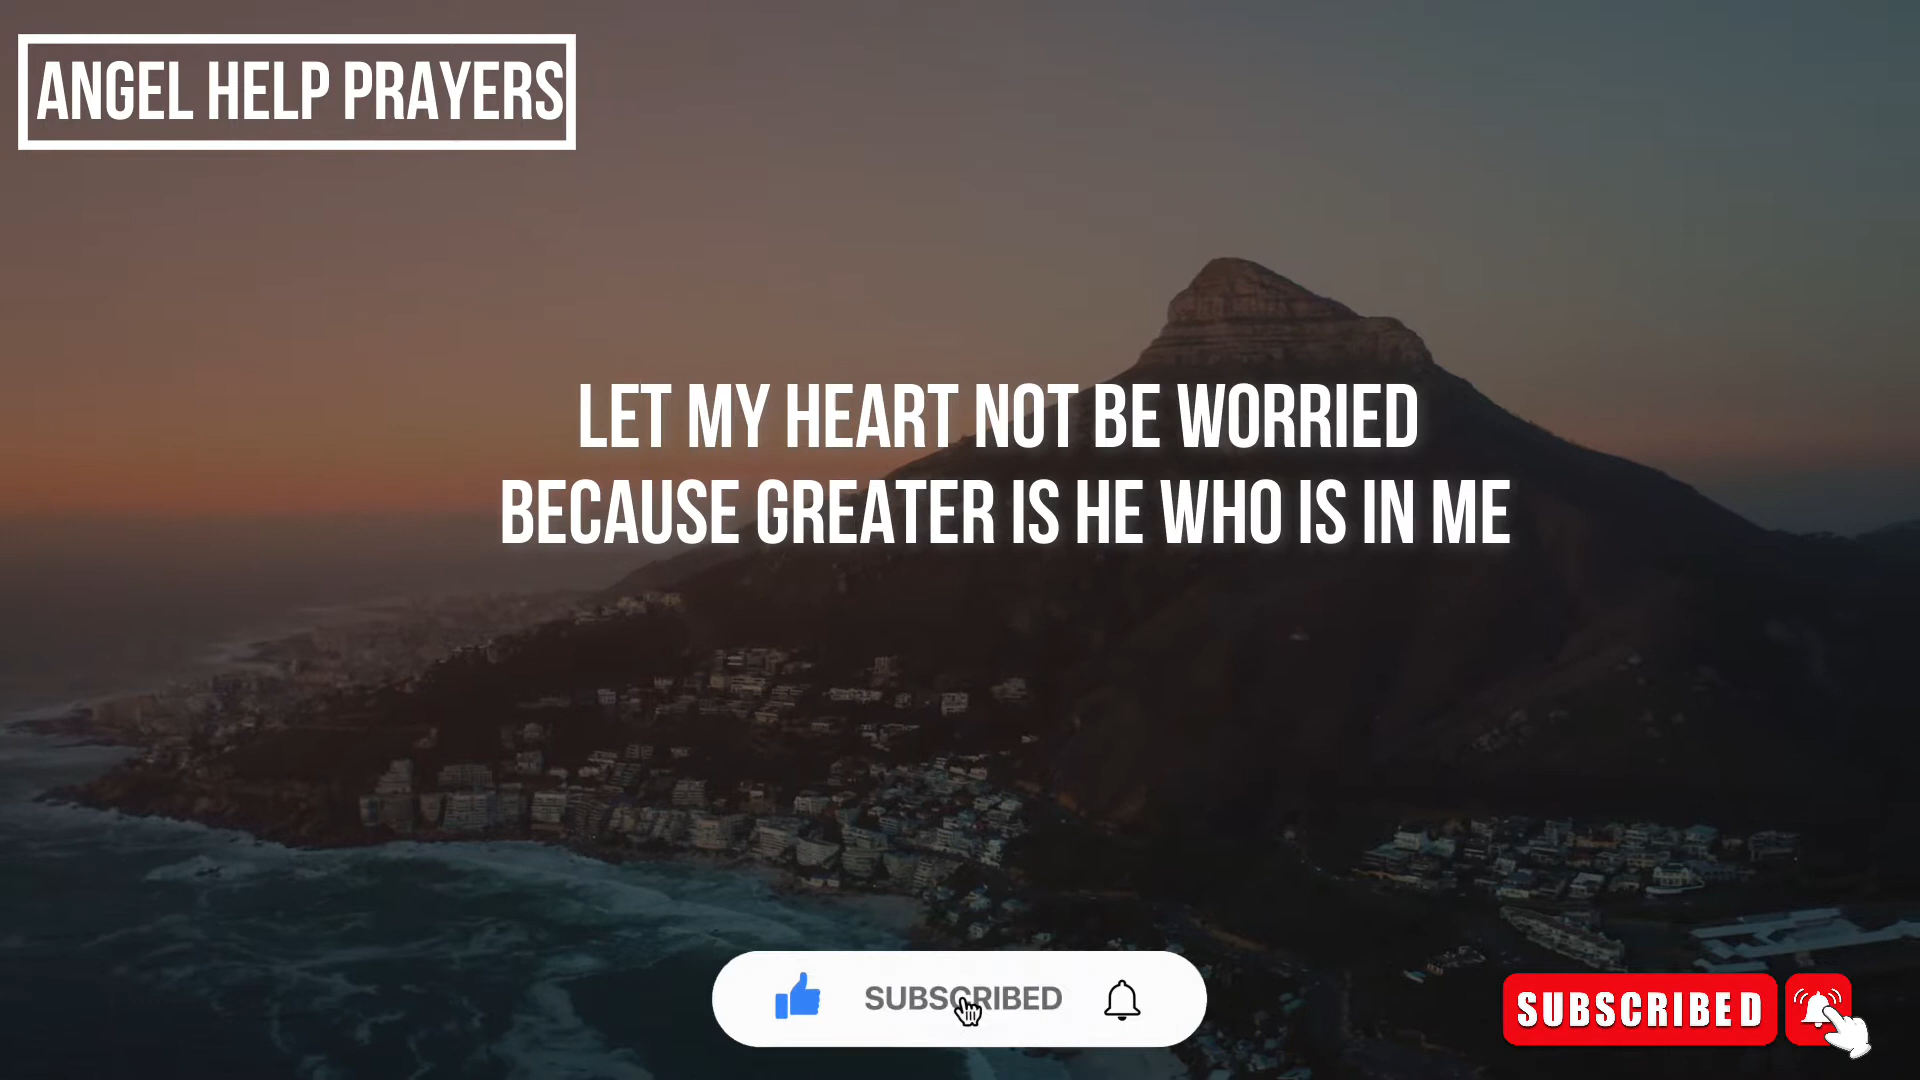 ANGEL HELP PRAYERS
LET MY HEART NOT BE WORRIED
BECAUSE GREATER IS HE WHO IS IN ME
SUBSCRIBED
SUBSCRIBED